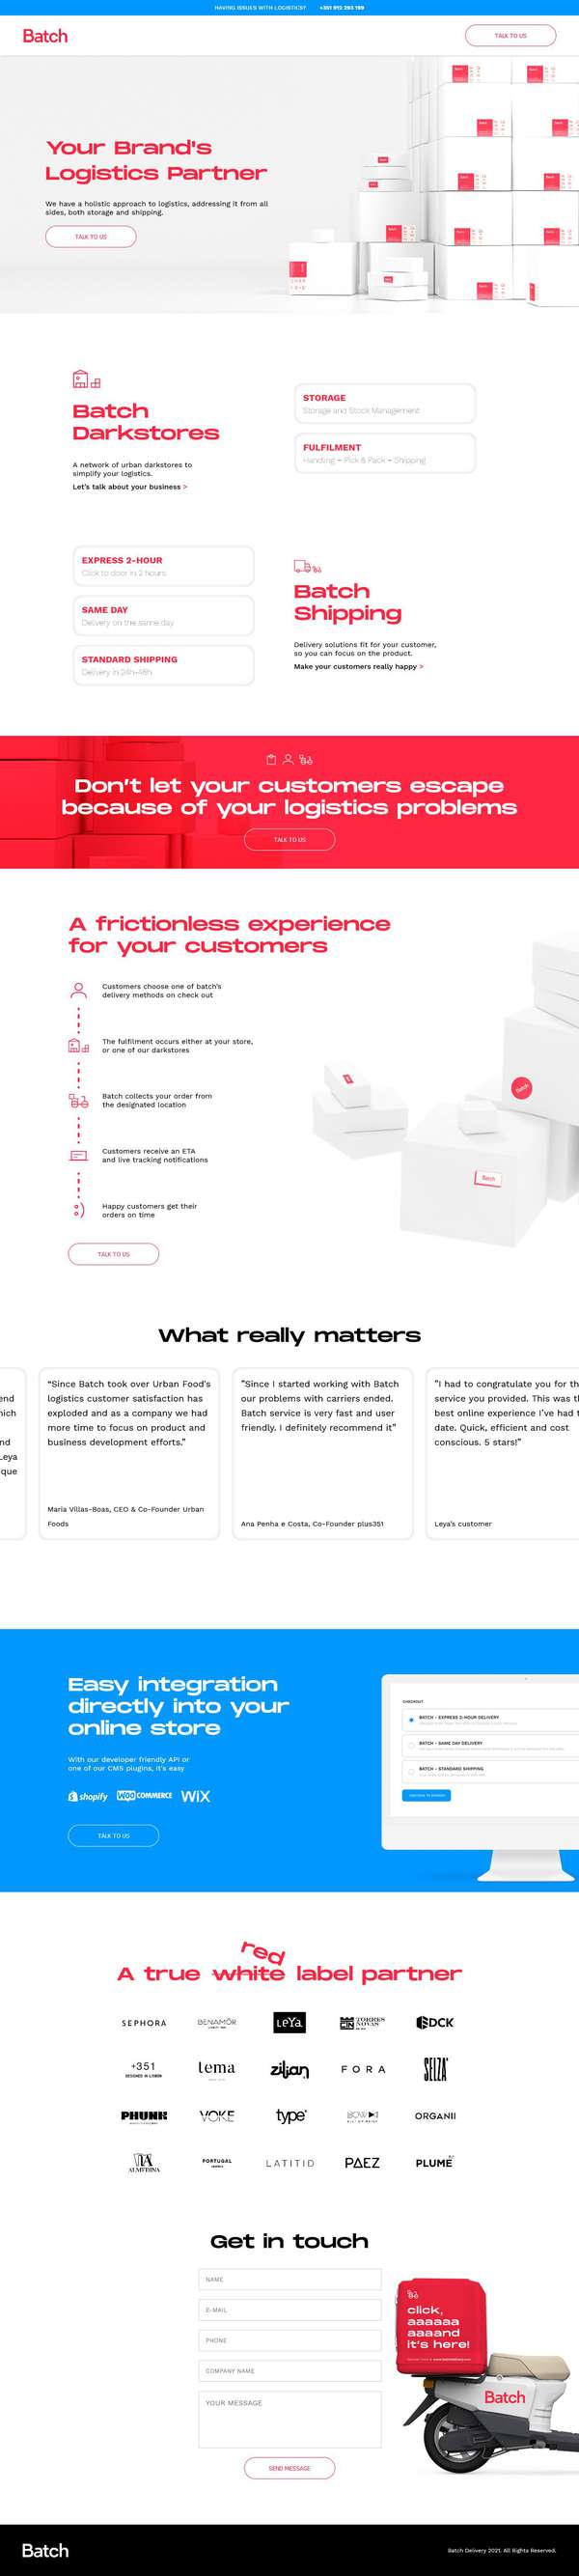 HAVING ISSUES WITH LOGISTICS? +351 912 293 199
Batch
TALK TO US
Your Brand's
Logistics Partner
We have a holistic approach to logistics, addressing it from all
sides, both storage and shipping.
TALK TO US
Batch
Darkstores
A network of urban darkstores to
simplify your logistics.
Let's talk about your business >
STORAGE
Storage and Stock Management
FULFILMENT
Handling + Pick & Pack + Shipping
EXPRESS 2-HOUR
Click to door in 2 hours
SAME DAY
Delivery on the same day
STANDARD SHIPPING
Delivery in 24h-48h
Batch
Shipping
Delivery solutions fit for your customer,
so you can focus on the product.
Make your customers really happy >
Don't let your customers escape
because of your logistics problems
TALK TO US
A frictionless experience
for your customers
Customers choose one of batch's
delivery methods on check out
The fulfilment occurs either at your store,
or one of our darkstores
Batch collects your order from
the designated location
Customers receive an ETA
and live tracking notifications
Happy customers get their
orders on time
TALK TO US
Batch
Batch
What really matters
"Since Batch took over Urban Food's
logistics customer satisfaction has
exploded and as a company we had
more time to focus on product and
business development efforts."
Maria Villas-Boas, CEO & Co-Founder Urban
Foods
"Since I started working with Batch
our problems with carriers ended.
Batch service is very fast and user
friendly. I definitely recommend it"
Ana Penha e Costa, Co-Founder plus351
"I had to congratulate you for th
service you provided. This was t
best online experience I've had
date. Quick, efficient and cost
conscious. 5 stars!"
Leya's customer
Easy integration
directly into your
online store
With our developer friendly API or
one of our CMS plugins, it's easy
shopify WOO COMMERCE WiX
TALK TO US
CHECKOUT
BATCH - EXPRESS 2-HOUR DELIVERY
BATCH - SAME DAY DELIVERY
BATCH - STANDARD SHIPPING
red
A true white label partner
SEPHORA BENAMÔR LeYa TORRES NOVAS DCK
+351 tema zilian FORA SEIZA
PHUNK VOKE type ORGANII
ALMEDINA PORTUGAL LATITID PAEZ PLUME
Get in touch
NAME
E-MAIL
PHONE
COMPANY NAME
YOUR MESSAGE
SEND MESSAGE
click,
aaaaaa
aaaand
it's here!
Batch
Batch
Batch Delivery 2021. All Rights Reserved.